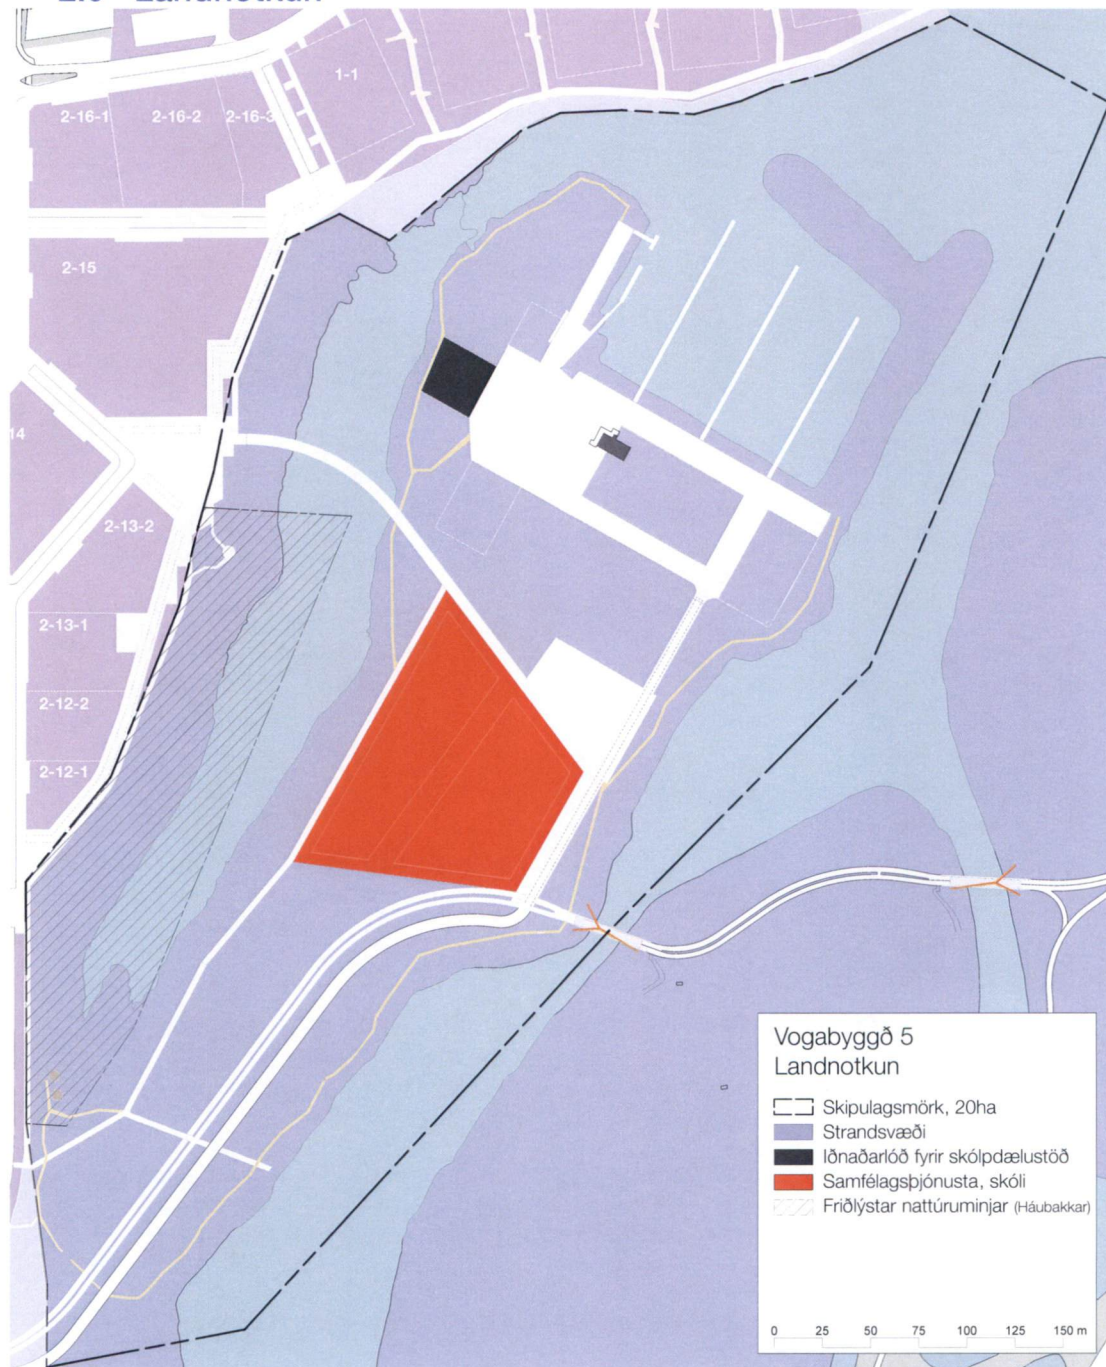 1-1
2-16-1 2-16-2 2-16-3
2-15
14
2-13-2
2-13-1
2-12-2
2-12-1
Vogabyggð 5
Landnotkun
Skipulagsmörk, 20ha
Strandsvæði
Iðnaðarlóð fyrir skólpdælustöð
Samfélagsþjónusta, skóli
Friðlýstar nattúruminjar (Háubakkar)
0 25 50 75 100 125 150 m